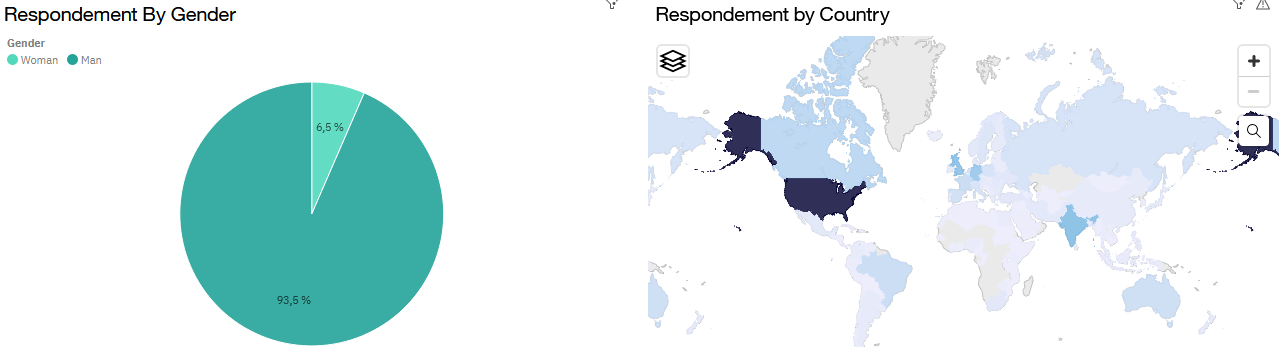 Respondement By Gender
Gender
Woman
Man
6,5 %
93,5 %
Respondement by Country